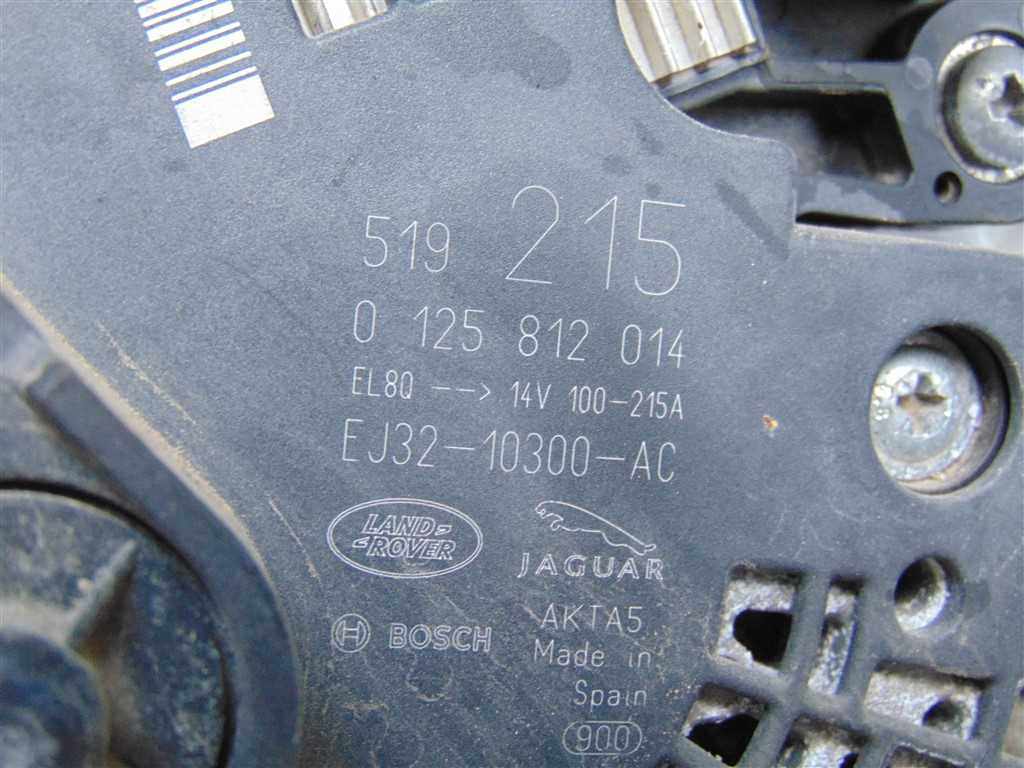 519 215
0 125 812 014
EL8Q --> 14V 100-215A
EJ32-10300-AC
LAND ROVER
JAGUAR
BOSCH
AKTA5
Made in
Spain
900